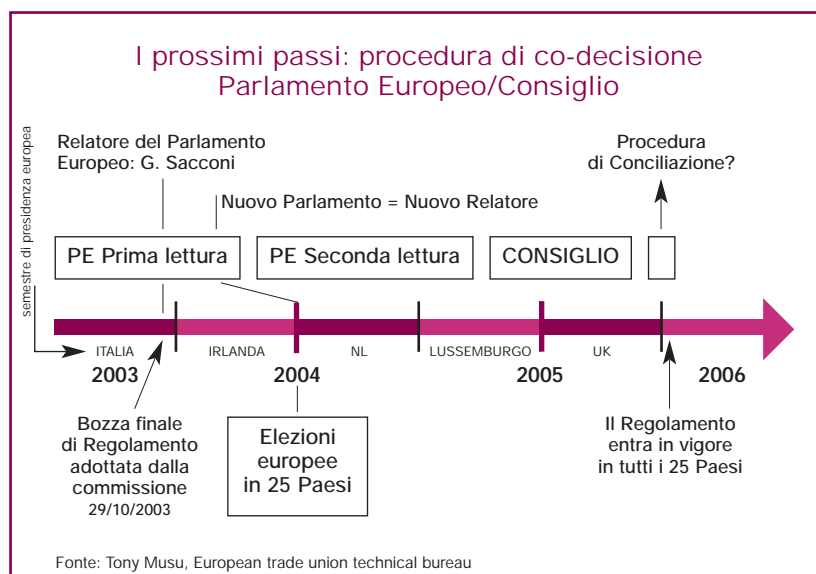 I prossimi passi: procedura di co-decisione
Parlamento Europeo/Consiglio
semestre di presidenza europea
Relatore del Parlamento
Europeo: G. Sacconi
Procedura
di Conciliazione?
Nuovo Parlamento = Nuovo Relatore
PE Prima lettura
PE Seconda lettura
CONSIGLIO
ITALIA
IRLANDA
NL
LUSSEMBURGO
UK
2003
2004
2005
2006
Bozza finale
di Regolamento
adottata dalla
commissione
29/10/2003
Elezioni
europee
in 25 Paesi
Il Regolamento
entra in vigore
in tutti i 25 Paesi
Fonte: Tony Musu, European trade union technical bureau